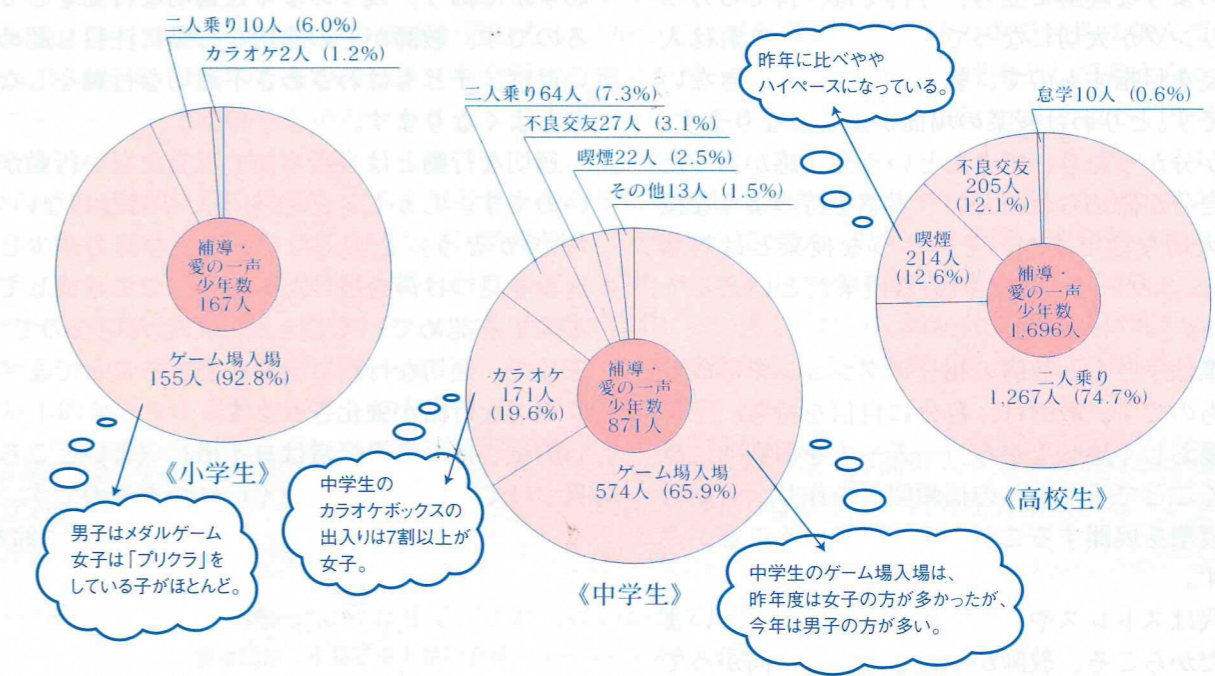 二人乗り10人（6.0%）
カラオケ2人（1.2%）
補導・
愛の一声
少年数
167人
ゲーム場入場
155人（92.8%）
《小学生》
男子はメダルゲーム
女子は「プリクラ」を
している子がほとんど。
二人乗り64人（7.3%）
不良交友27人（3.1%）
喫煙22人（2.5%）
その他13人（1.5%）
カラオケ
171人
（19.6%）
補導・
愛の一声
少年数
871人
ゲーム場入場
574人（65.9%）
《中学生》
中学生の
カラオケボックスの
出入りは7割以上が
女子。
中学生のゲーム場入場は、
昨年度は女子の方が多かったが、
今年は男子の方が多い。
昨年に比べやや
ハイペースになっている。
怠学10人（0.6%）
不良交友
205人
（12.1%）
喫煙
214人
（12.6%）
補導・
愛の一声
少年数
1,696人
二人乗り
1,267人（74.7%）
《高校生》